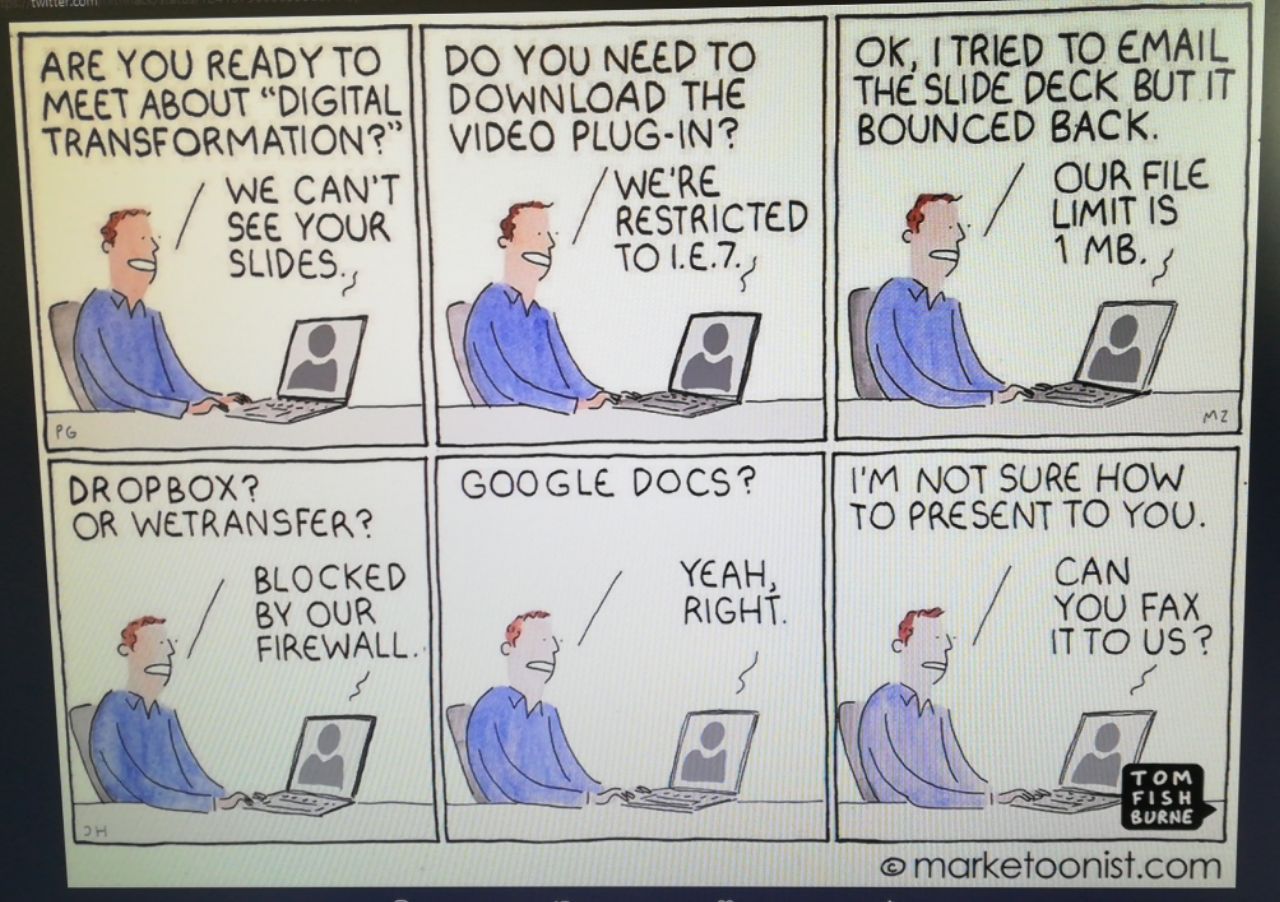 twitter.com
ARE YOU READY TO
MEET ABOUT "DIGITAL
TRANSFORMATION?"
WE CAN'T
SEE YOUR
SLIDES.
PG
DO YOU NEED TO
DOWNLOAD THE
VIDEO PLUG-IN?
WE'RE
RESTRICTED
TO I.E.7.
OK, I TRIED TO EMAIL
THE SLIDE DECK BUT IT
BOUNCED BACK.
OUR FILE
LIMIT IS
1 MB.
MZ
DROPBOX?
OR WETRANSFER?
BLOCKED
BY OUR
FIREWALL.
JH
GOOGLE DOCS?
YEAH,
RIGHT.
I'M NOT SURE HOW
TO PRESENT TO YOU.
CAN
YOU FAX
IT TO US?
TOM
FISH
BURNE
© marketoonist.com